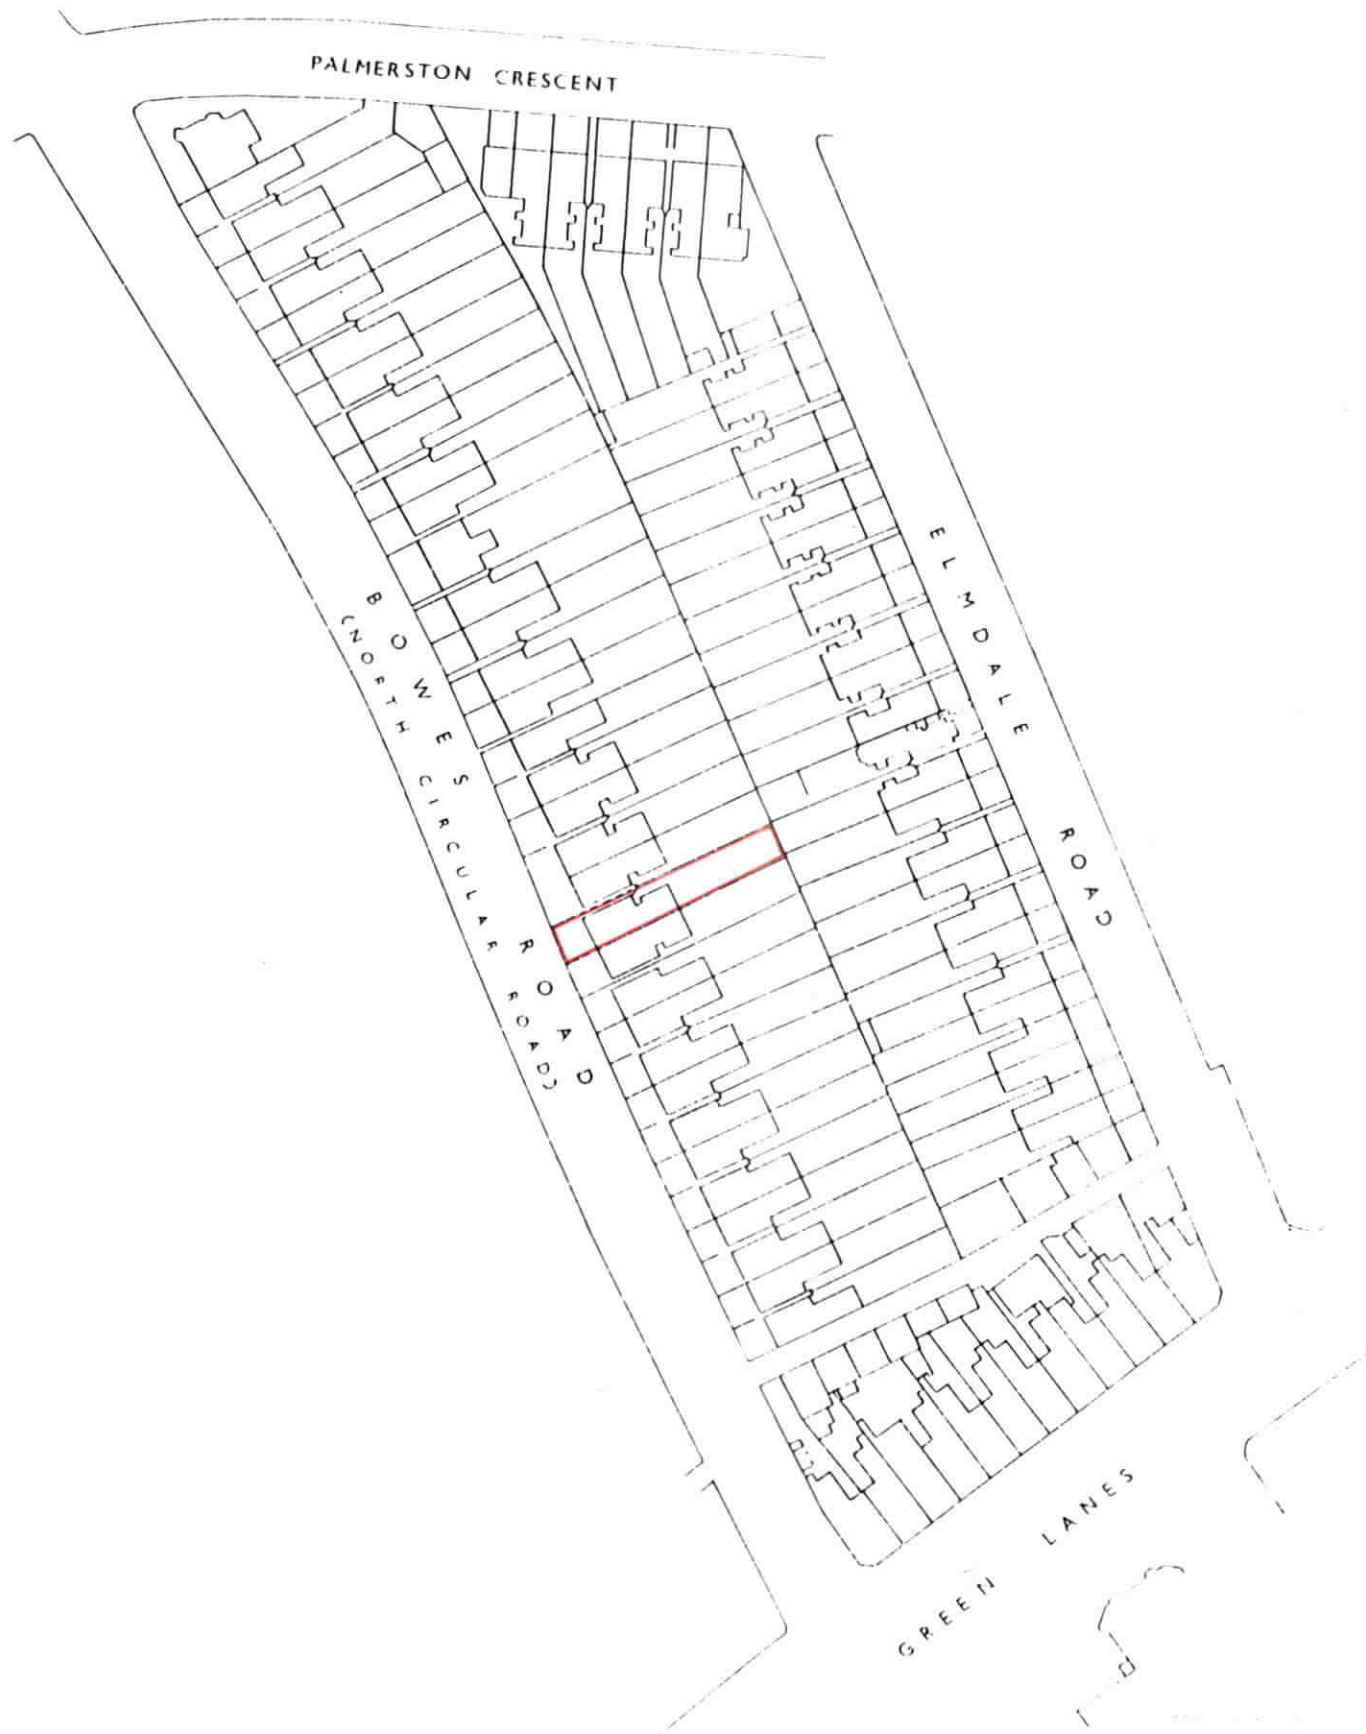 PALMERSTON CRESCENT
BOWES ROAD
(NORTH CIRCULAR ROAD)
ELMDALE ROAD
GREEN LANES